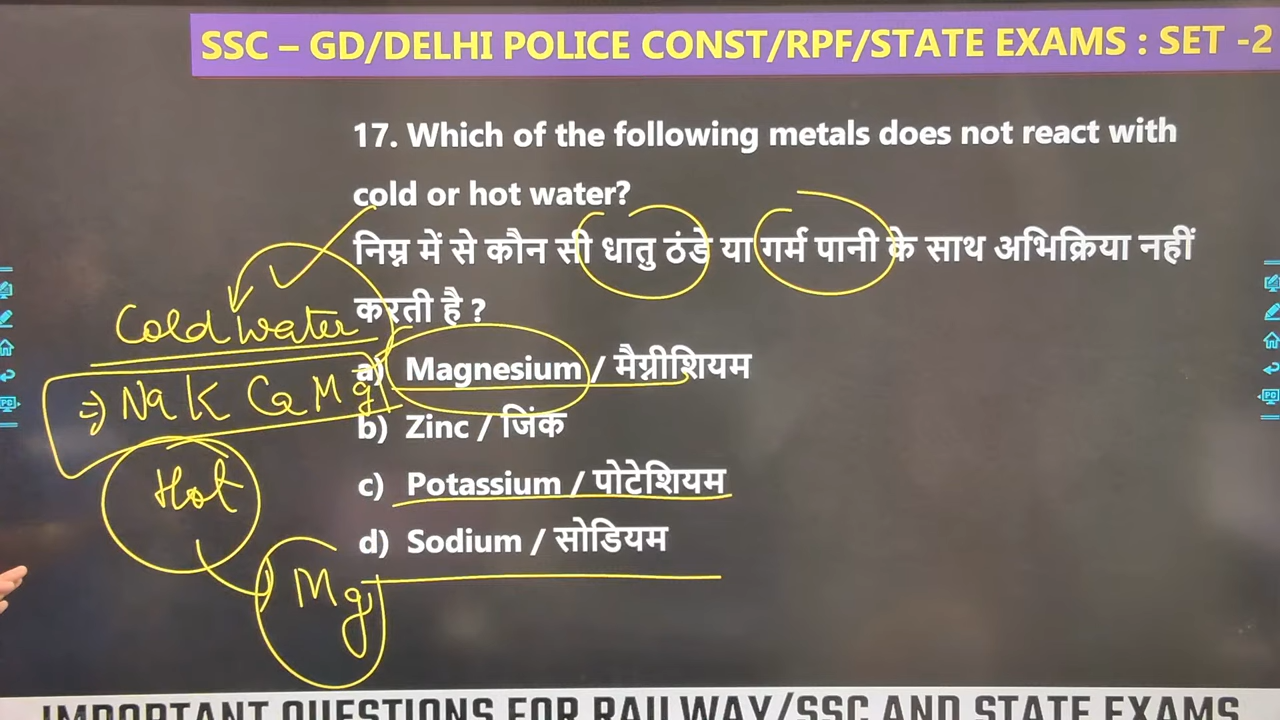 SSC – GD/DELHI POLICE CONST/RPF/STATE EXAMS : SET -2
17. Which of the following metals does not react with
cold or hot water?
निम्न में से कौन सी धातु ठंडे या गर्म पानी के साथ अभिक्रिया नहीं
करती है ?
Cold water
a) Magnesium / मैग्नीशियम
=) Na K Ca Mg
b) Zinc / जिंक
Hot
c) Potassium / पोटेशियम
d) Sodium / सोडियम
Mg
IMPORTANT QUESTIONS FOR RAILWAY/SSC AND STATE EXAMS